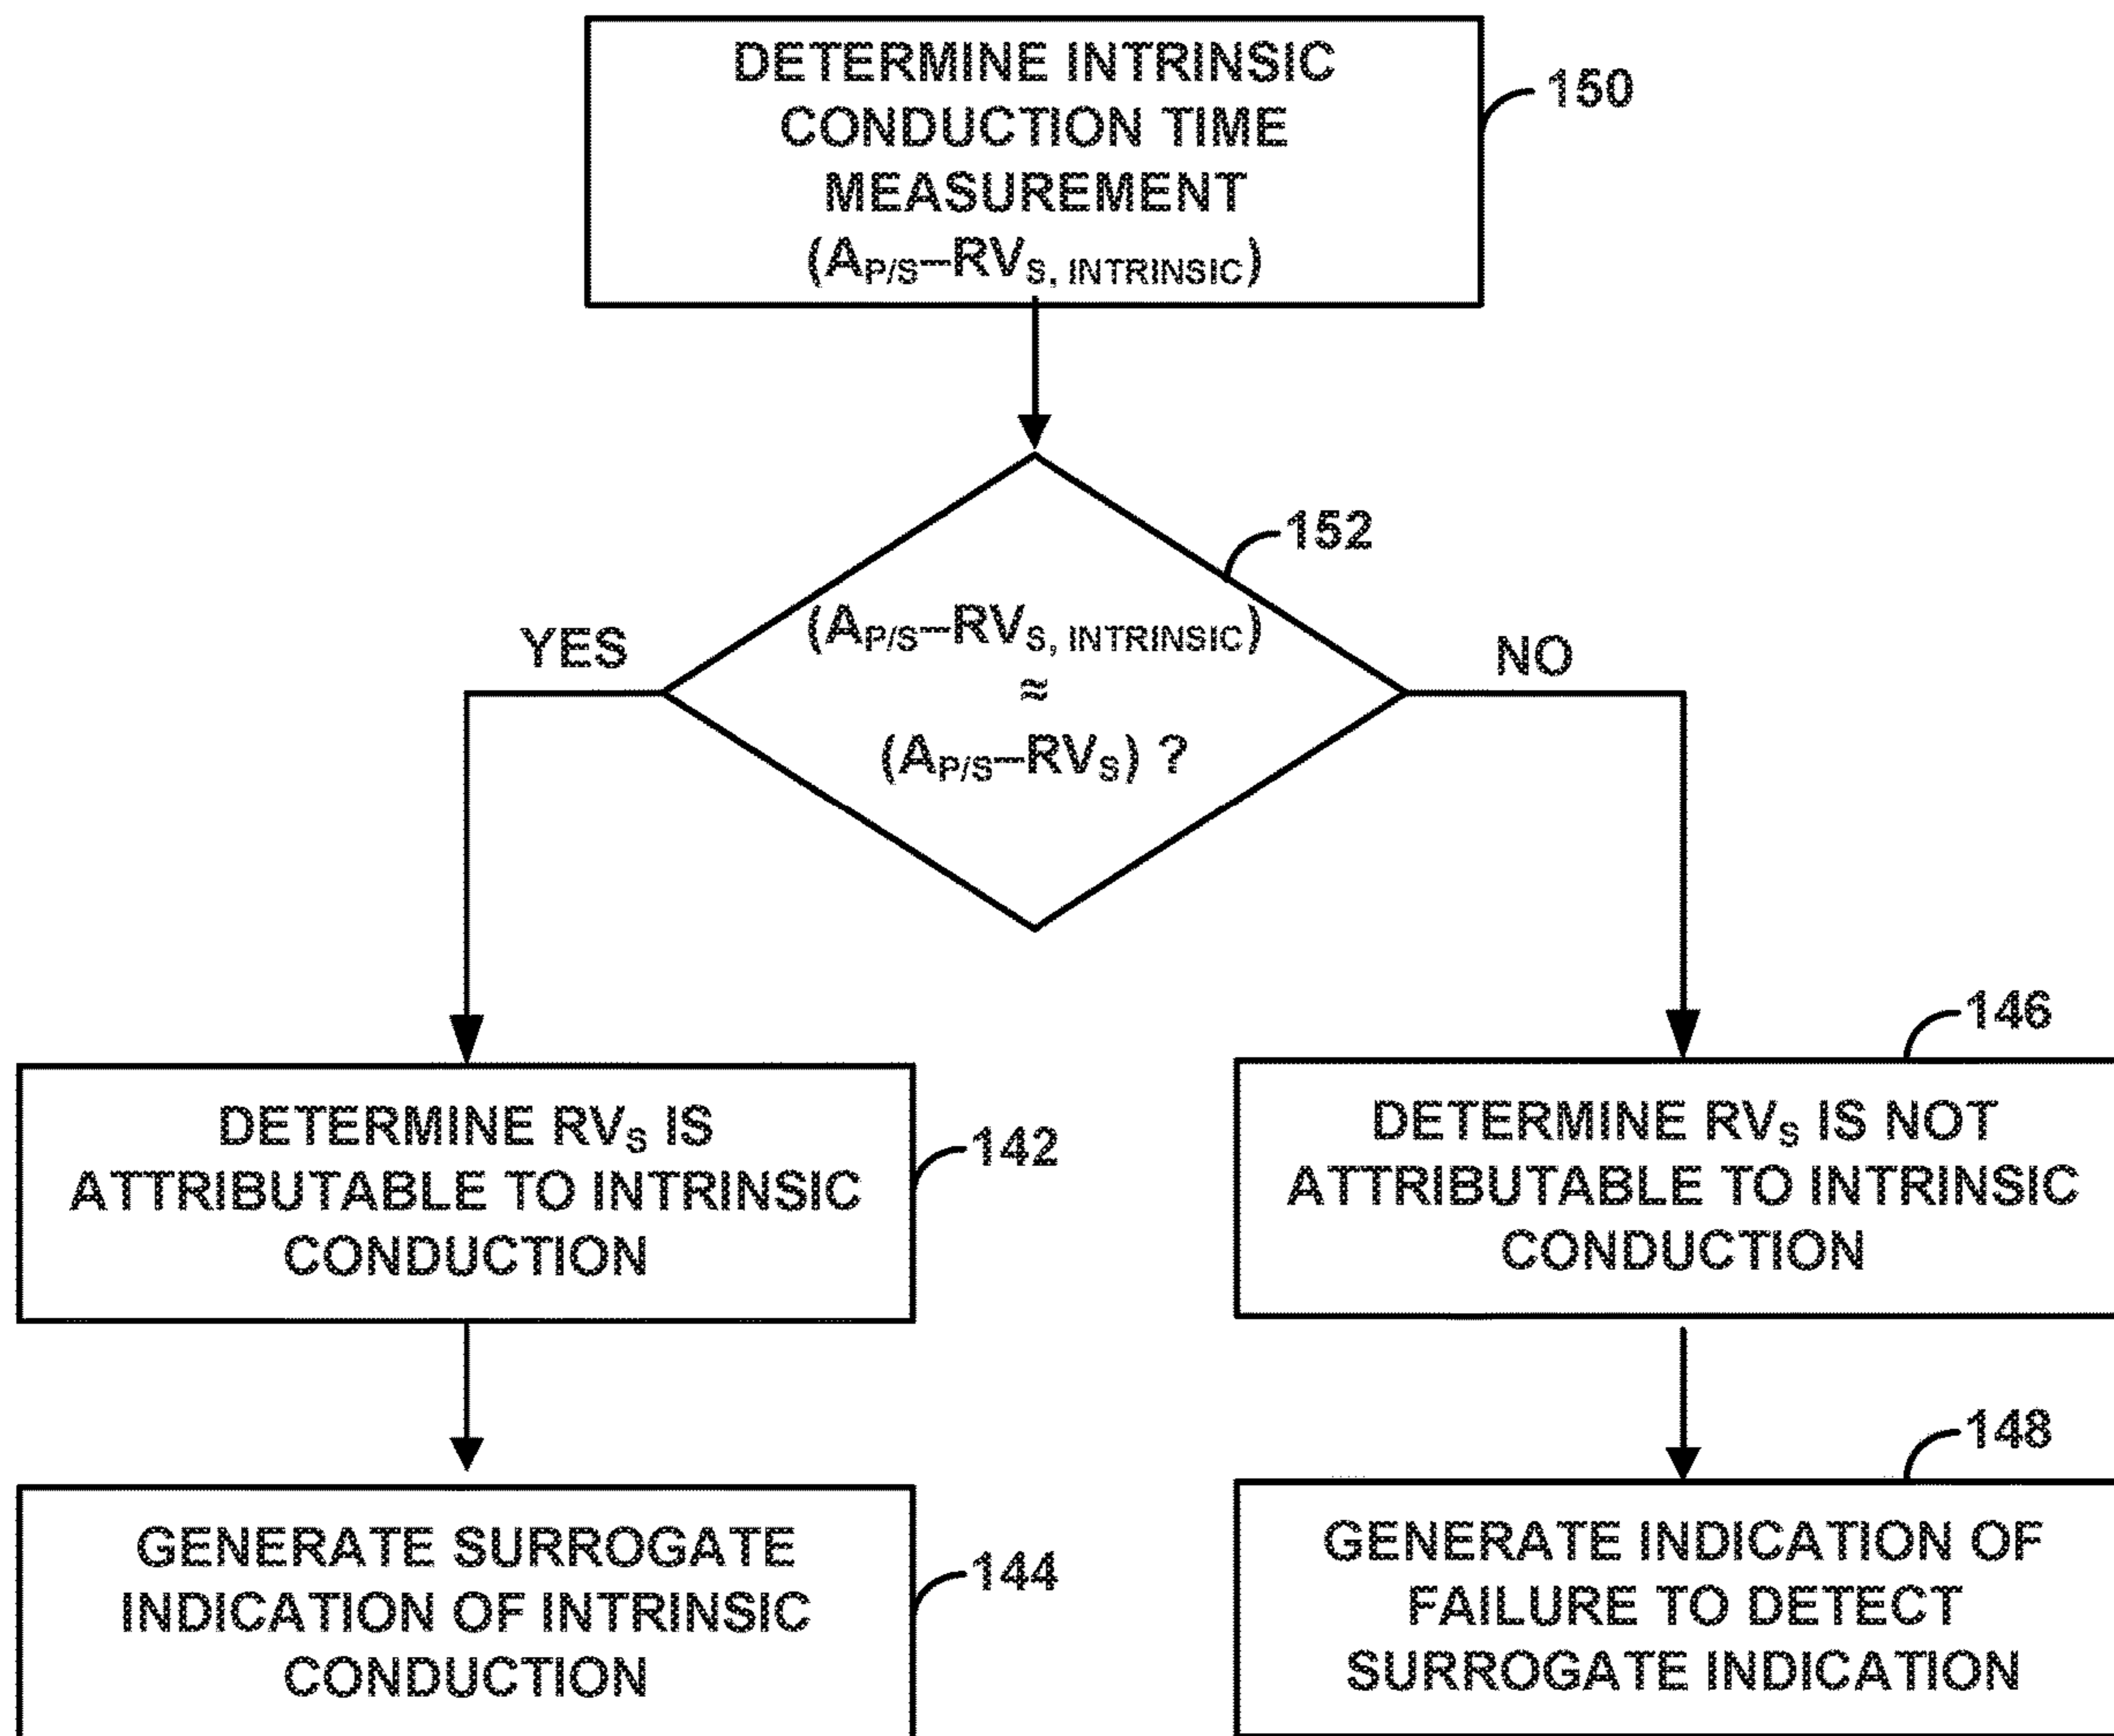 DETERMINE INTRINSIC
CONDUCTION TIME
MEASUREMENT
(AP/S–RVS, INTRINSIC)
150
152
(AP/S–RVS, INTRINSIC)
≈
(AP/S–RVS) ?
YES
NO
146
DETERMINE RVS IS
ATTRIBUTABLE TO INTRINSIC
CONDUCTION
142
DETERMINE RVS IS NOT
ATTRIBUTABLE TO INTRINSIC
CONDUCTION
148
GENERATE SURROGATE
INDICATION OF INTRINSIC
CONDUCTION
144
GENERATE INDICATION OF
FAILURE TO DETECT
SURROGATE INDICATION